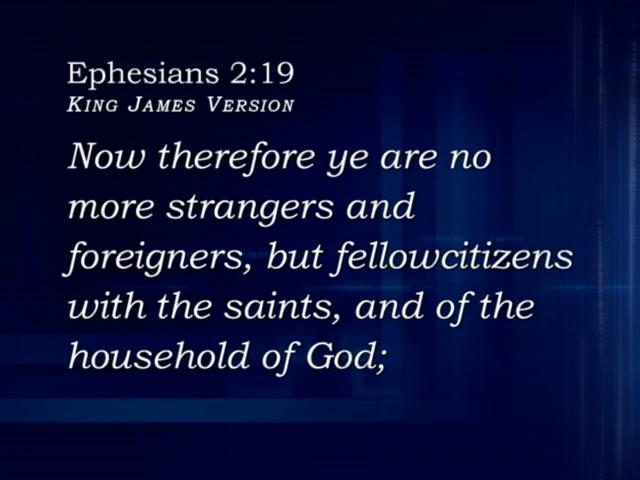 Ephesians 2:19
King James Version
Now therefore ye are no
more strangers and
foreigners, but fellowcitizens
with the saints, and of the
household of God;